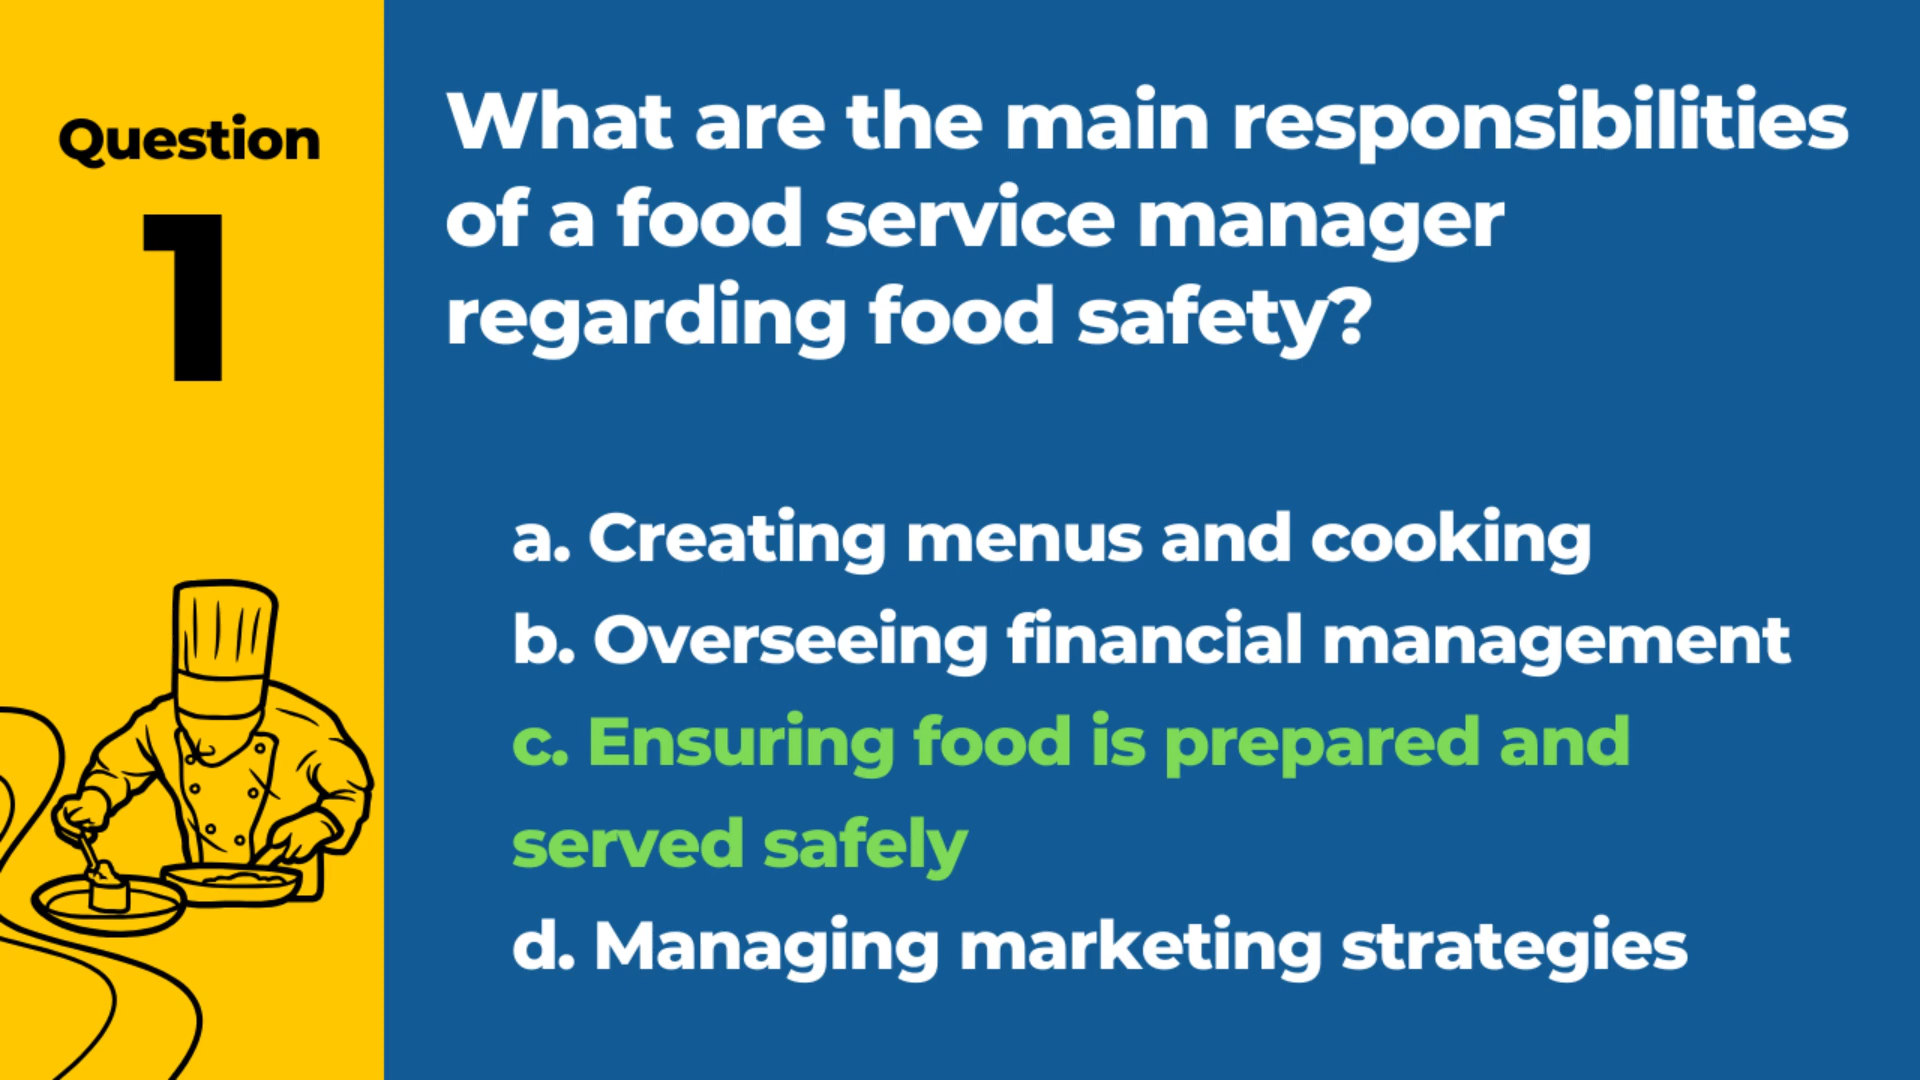 Question
1
What are the main responsibilities
of a food service manager
regarding food safety?
a. Creating menus and cooking
b. Overseeing financial management
c. Ensuring food is prepared and
served safely
d. Managing marketing strategies